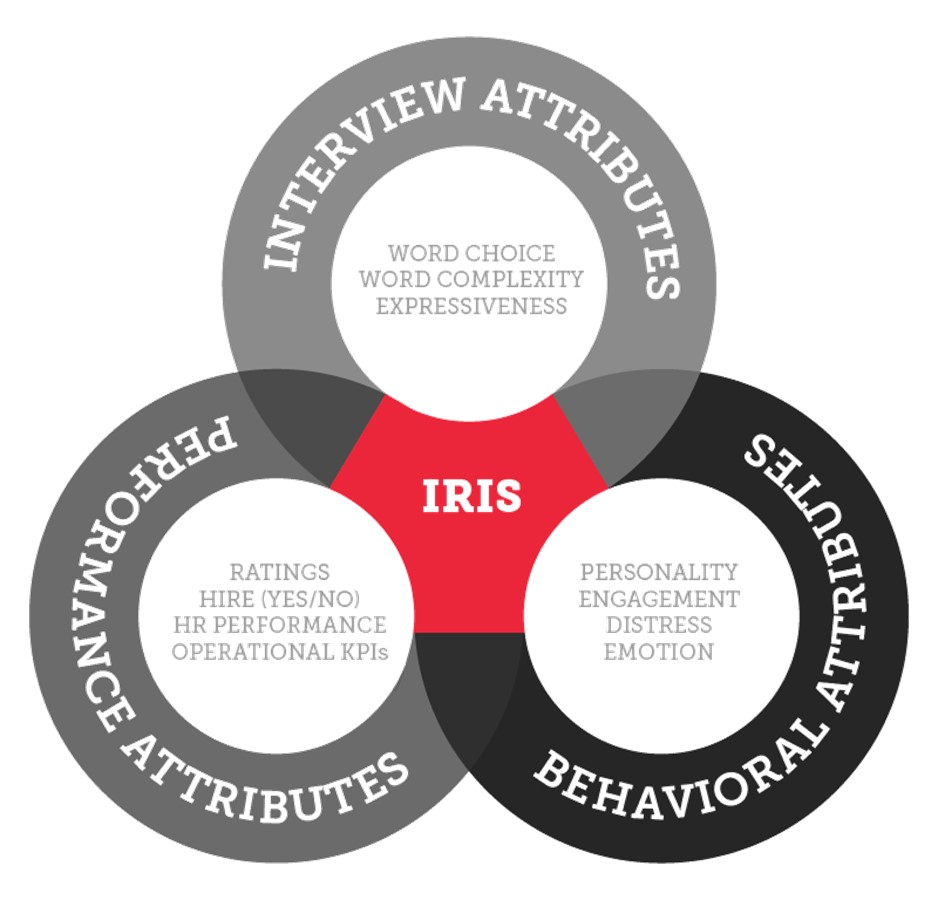 INTERVIEW ATTRIBUTES
WORD CHOICE
WORD COMPLEXITY
EXPRESSIVENESS
IRIS
PERFORMANCE ATTRIBUTES
RATINGS
HIRE (YES/NO)
HR PERFORMANCE
OPERATIONAL KPIs
BEHAVIORAL ATTRIBUTES
PERSONALITY
ENGAGEMENT
DISTRESS
EMOTION